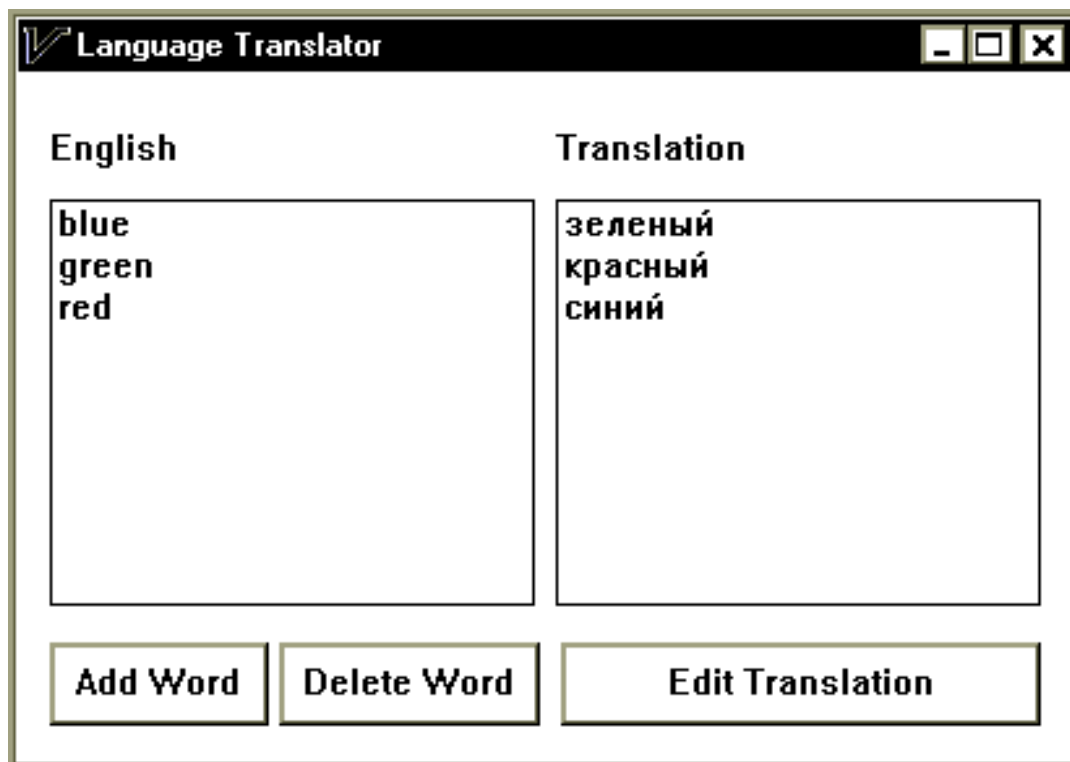 Language Translator
English
Translation
blue
green
red
зеленый
красный
синий
Add Word
Delete Word
Edit Translation